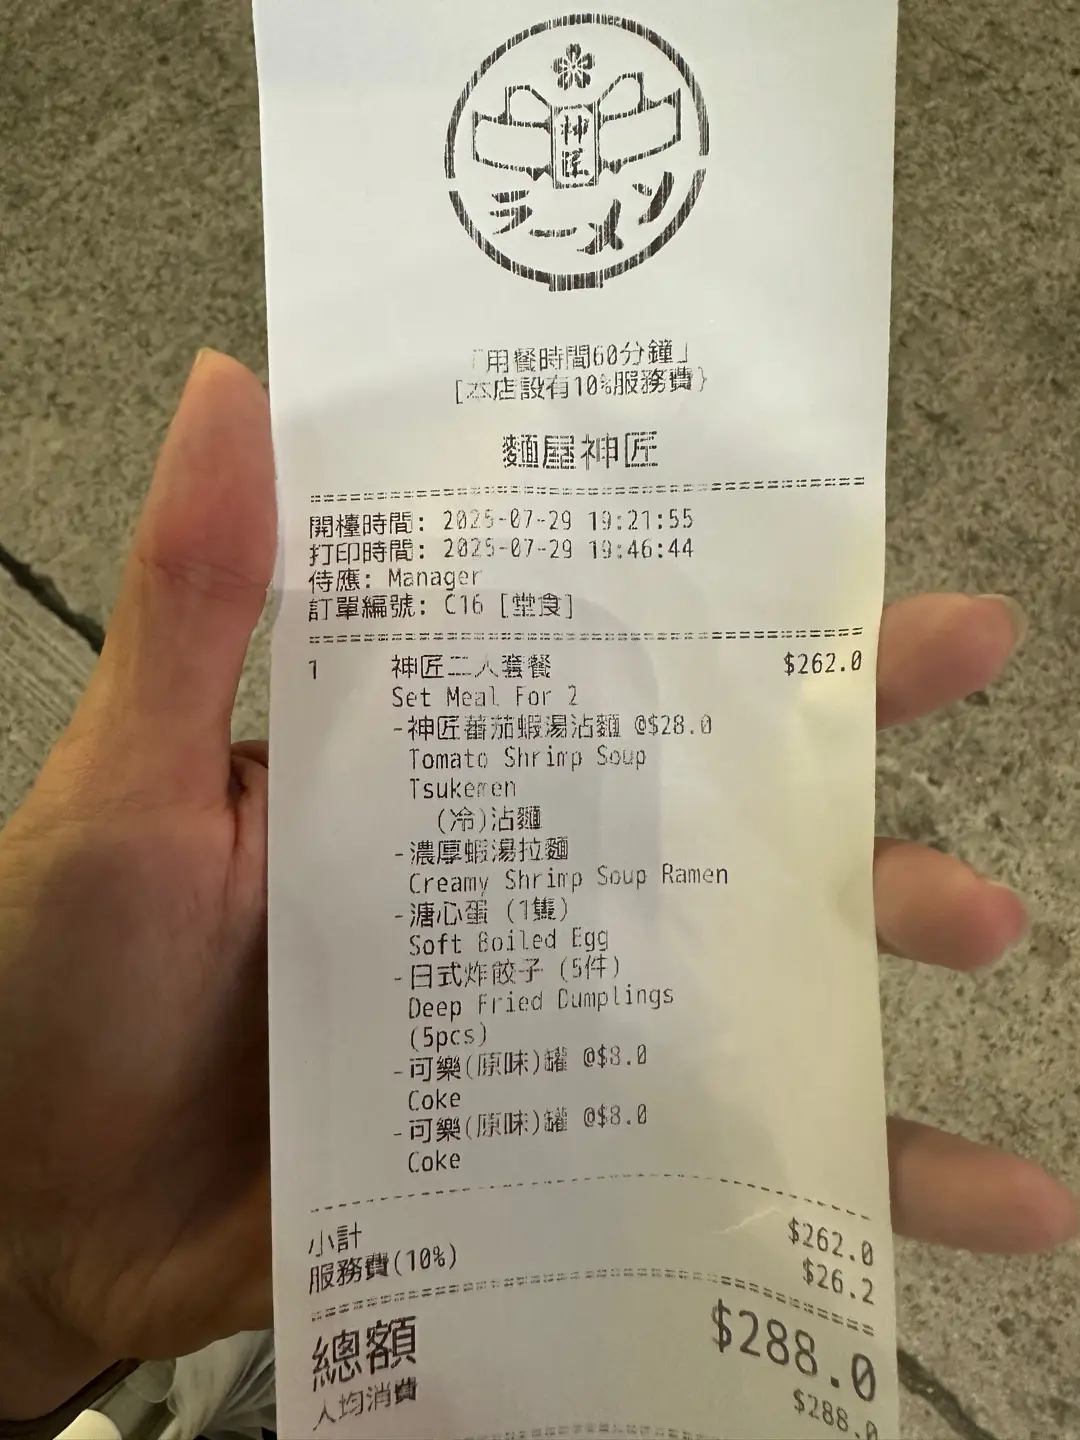 神匠
ラーメン
「用餐時間60分鐘」
[本店設有10%服務費}
麵屋神匠
開檯時間: 2025-07-29 19:21:55
打印時間: 2025-07-29 19:46:44
侍應: Manager
訂單編號: C16 [堂食]
1 神匠二人套餐 $262.0
Set Meal For 2
-神匠蕃茄蝦湯沾麵 @$28.0
Tomato Shrimp Soup
Tsukemen
(冷)沾麵
-濃厚蝦湯拉麵
Creamy Shrimp Soup Ramen
-溏心蛋 (1隻)
Soft Boiled Egg
-日式炸餃子 (5件)
Deep Fried Dumplings
(5pcs)
-可樂(原味)罐 @$8.0
Coke
-可樂(原味)罐 @$8.0
Coke
小計 $262.0
服務費(10%) $26.2
總額 $288.0
人均消費 $288.0